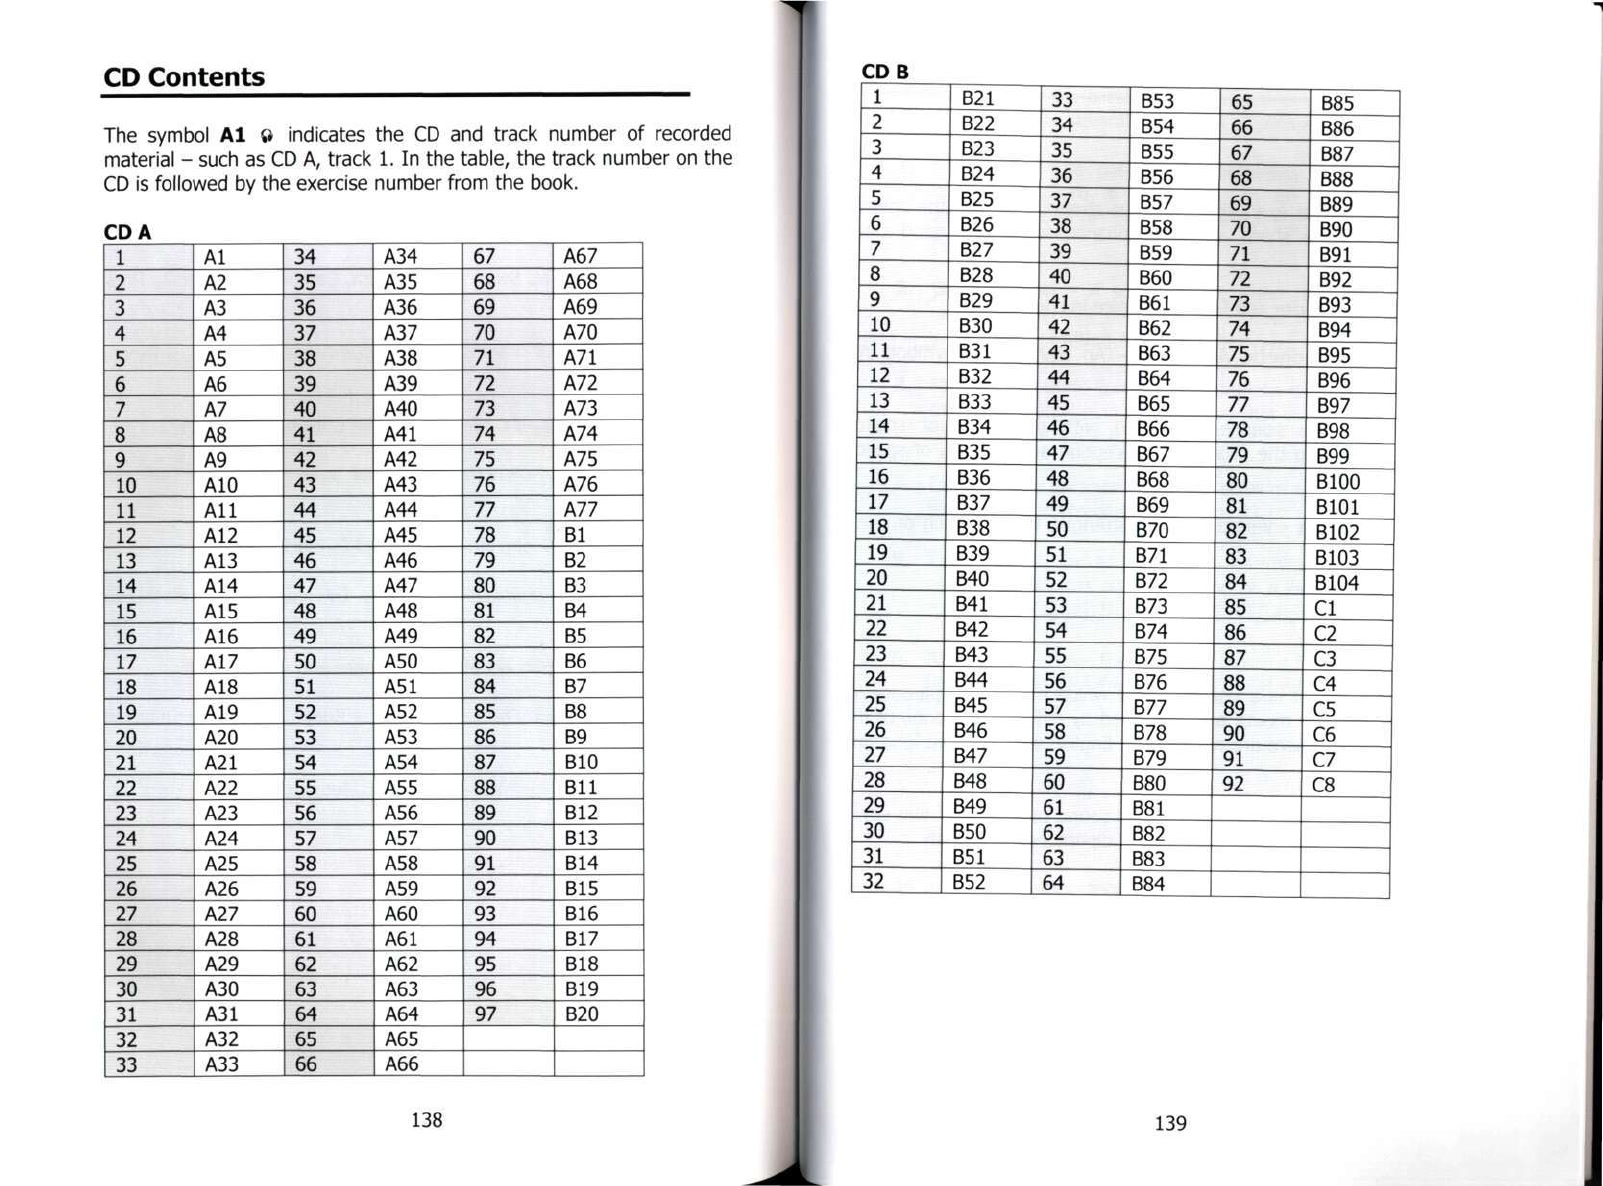 CD Contents
The symbol A1 indicates the CD and track number of recorded
material – such as CD A, track 1. In the table, the track number on the
CD is followed by the exercise number from the book.
CD A
1 A1 34 A34 67 A67
2 A2 35 A35 68 A68
3 A3 36 A36 69 A69
4 A4 37 A37 70 A70
5 A5 38 A38 71 A71
6 A6 39 A39 72 A72
7 A7 40 A40 73 A73
8 A8 41 A41 74 A74
9 A9 42 A42 75 A75
10 A10 43 A43 76 A76
11 A11 44 A44 77 A77
12 A12 45 A45 78 B1
13 A13 46 A46 79 B2
14 A14 47 A47 80 B3
15 A15 48 A48 81 B4
16 A16 49 A49 82 B5
17 A17 50 A50 83 B6
18 A18 51 A51 84 B7
19 A19 52 A52 85 B8
20 A20 53 A53 86 B9
21 A21 54 A54 87 B10
22 A22 55 A55 88 B11
23 A23 56 A56 89 B12
24 A24 57 A57 90 B13
25 A25 58 A58 91 B14
26 A26 59 A59 92 B15
27 A27 60 A60 93 B16
28 A28 61 A61 94 B17
29 A29 62 A62 95 B18
30 A30 63 A63 96 B19
31 A31 64 A64 97 B20
32 A32 65 A65
33 A33 66 A66
138
CD B
1 B21 33 B53 65 B85
2 B22 34 B54 66 B86
3 B23 35 B55 67 B87
4 B24 36 B56 68 B88
5 B25 37 B57 69 B89
6 B26 38 B58 70 B90
7 B27 39 B59 71 B91
8 B28 40 B60 72 B92
9 B29 41 B61 73 B93
10 B30 42 B62 74 B94
11 B31 43 B63 75 B95
12 B32 44 B64 76 B96
13 B33 45 B65 77 B97
14 B34 46 B66 78 B98
15 B35 47 B67 79 B99
16 B36 48 B68 80 B100
17 B37 49 B69 81 B101
18 B38 50 B70 82 B102
19 B39 51 B71 83 B103
20 B40 52 B72 84 B104
21 B41 53 B73 85 C1
22 B42 54 B74 86 C2
23 B43 55 B75 87 C3
24 B44 56 B76 88 C4
25 B45 57 B77 89 C5
26 B46 58 B78 90 C6
27 B47 59 B79 91 C7
28 B48 60 B80 92 C8
29 B49 61 B81
30 B50 62 B82
31 B51 63 B83
32 B52 64 B84
139